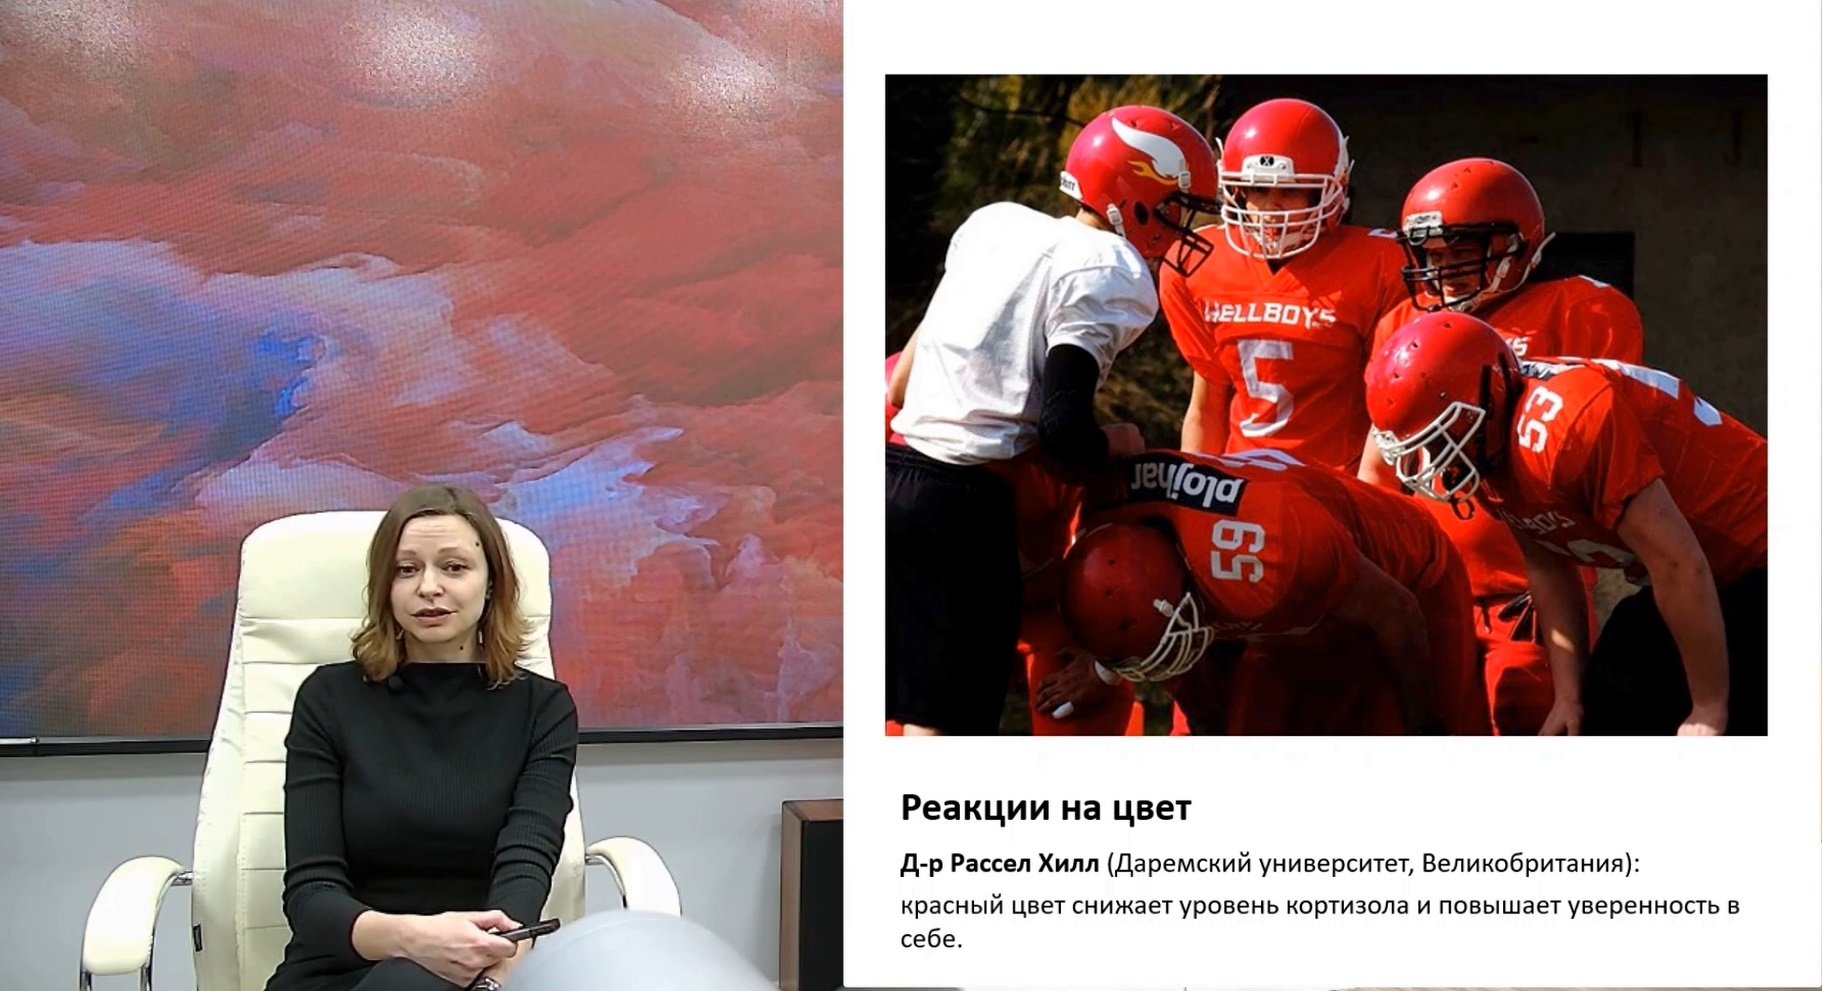 HELLBOYS
5
53
plojhar
59
Реакции на цвет
Д-р Рассел Хилл (Даремский университет, Великобритания):
красный цвет снижает уровень кортизола и повышает уверенность в
себе.